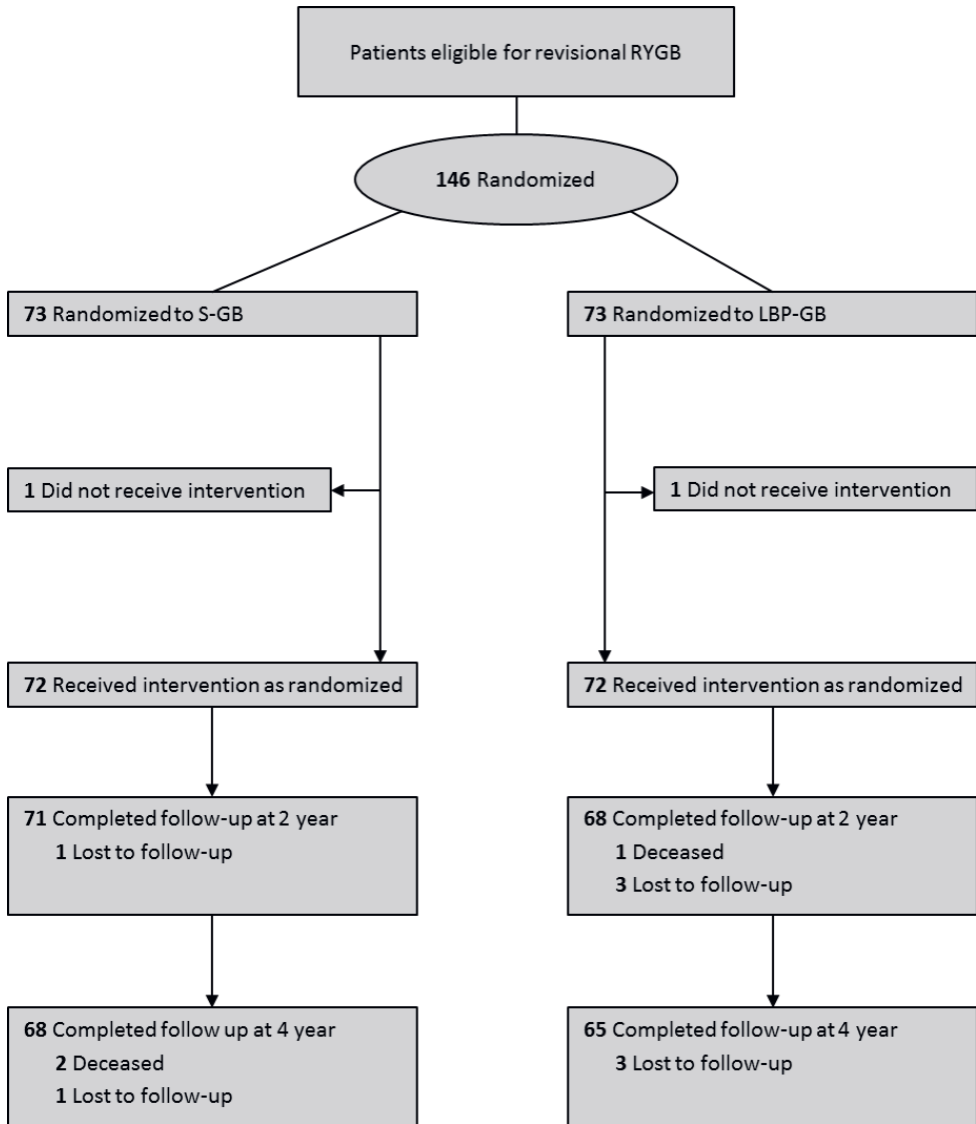 Patients eligible for revisional RYGB
146 Randomized
73 Randomized to S-GB
73 Randomized to LBP-GB
1 Did not receive intervention
1 Did not receive intervention
72 Received intervention as randomized
72 Received intervention as randomized
71 Completed follow-up at 2 year
1 Lost to follow-up
68 Completed follow-up at 2 year
1 Deceased
3 Lost to follow-up
68 Completed follow up at 4 year
2 Deceased
1 Lost to follow-up
65 Completed follow-up at 4 year
3 Lost to follow-up